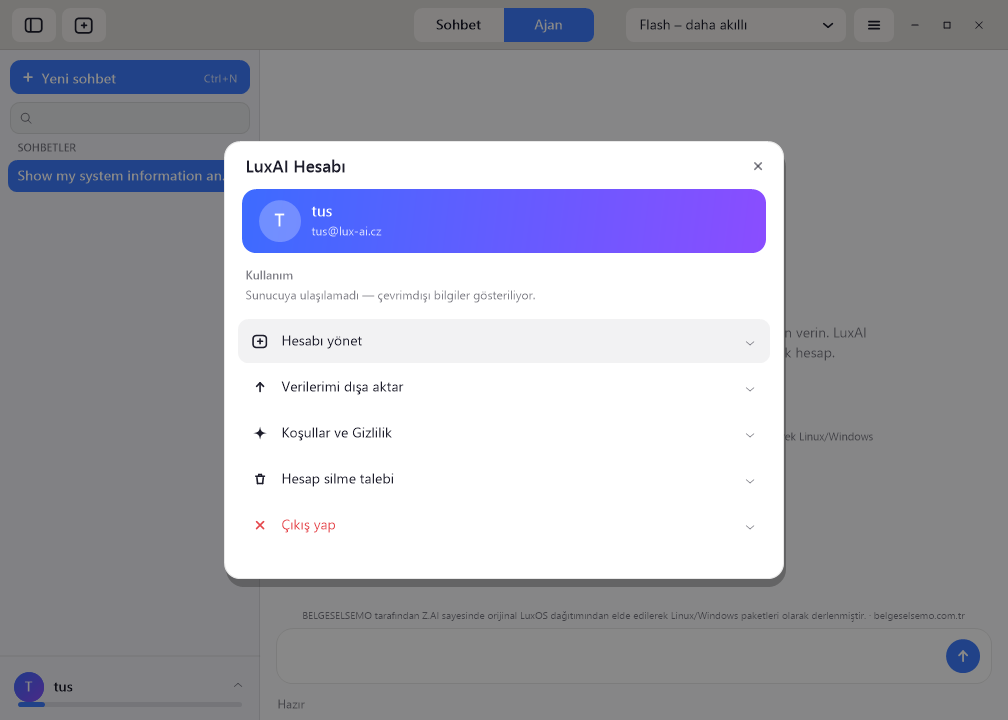 Sohbet
Ajan
Flash – daha akıllı
+ Yeni sohbet
Ctrl+N
SOHBETLER
Show my system information an.
LuxAI Hesabı
T
tus
tus@lux-ai.cz
Kullanım
Sunucuya ulaşılamadı — çevrimdışı bilgiler gösteriliyor.
Hesabı yönet
Verilerimi dışa aktar
Koşullar ve Gizlilik
Hesap silme talebi
Çıkış yap
n verin. LuxAI
k hesap.
ek Linux/Windows
BELGESELSEMO tarafından Z.AI sayesinde orijinal LuxOS dağıtımından elde edilerek Linux/Windows paketleri olarak derlenmiştir. · belgeselsemo.com.tr
T
tus
Hazır